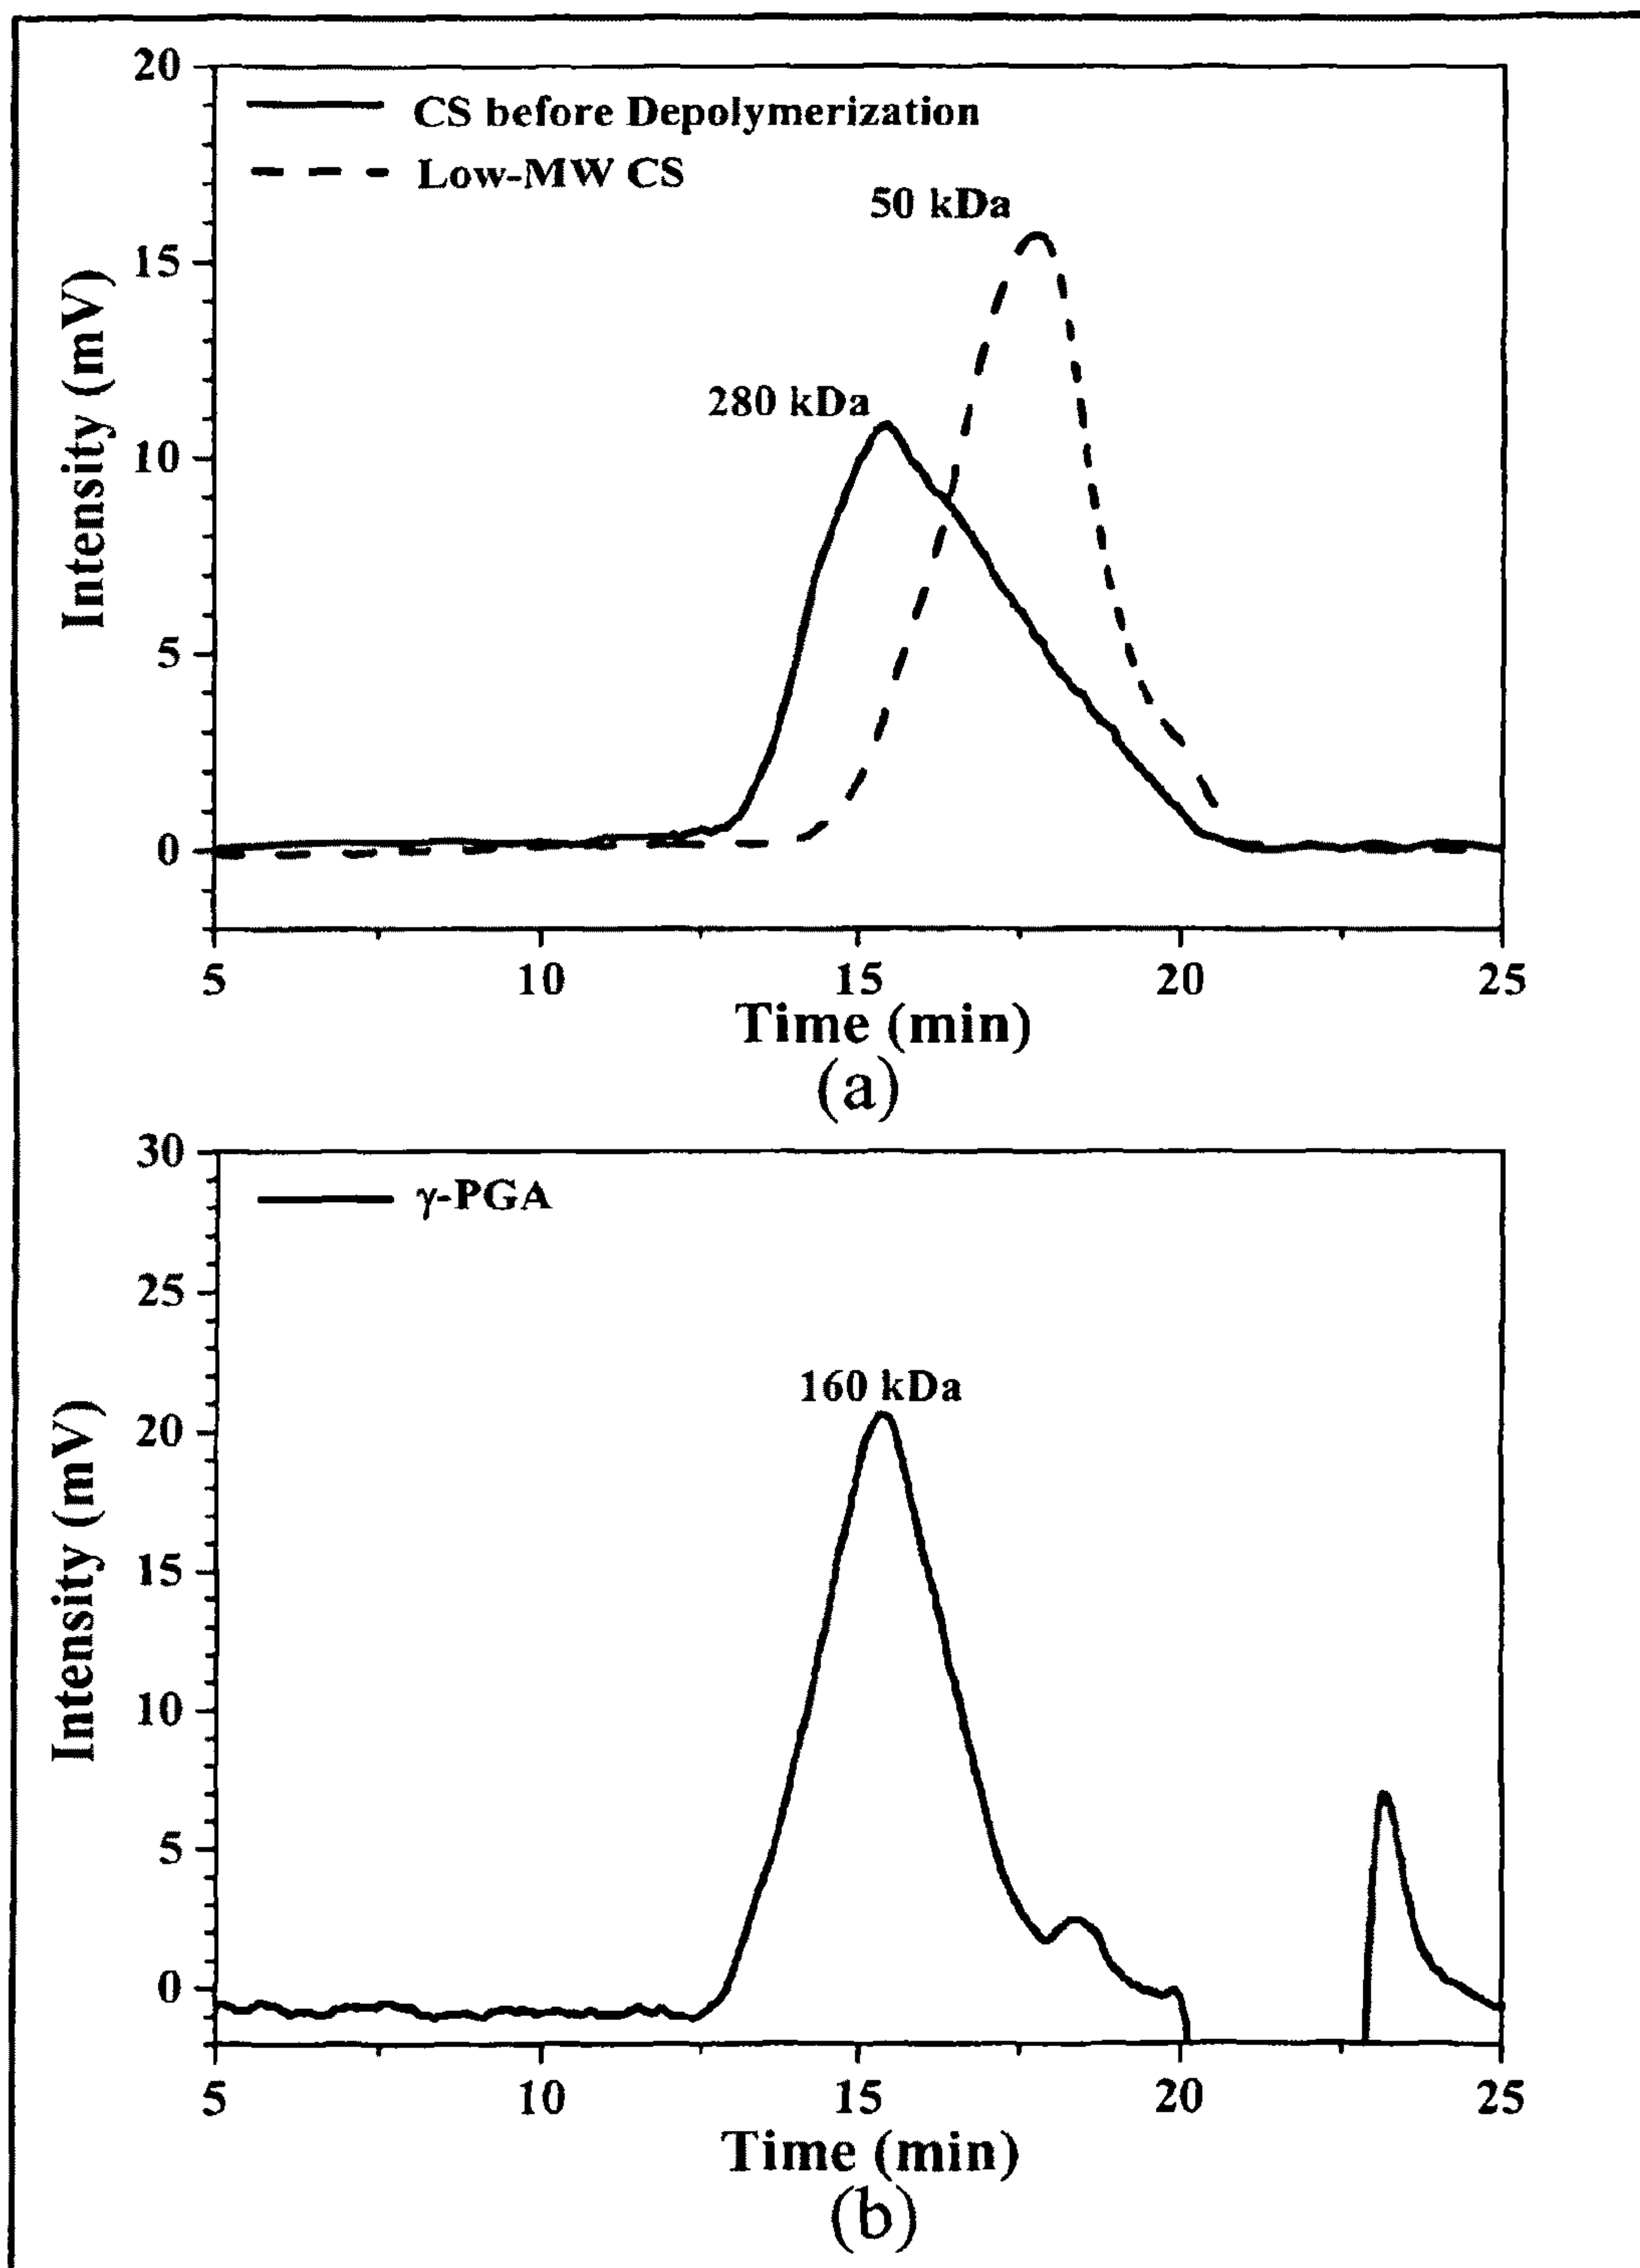 20
CS before Depolymerization
Low-MW CS
50 kDa
15
280 kDa
10
5
0
Intensity (mV)
5 10 15 20 25
Time (min)
(a)
30
γ-PGA
25
160 kDa
20
15
10
5
0
Intensity (mV)
5 10 15 20 25
Time (min)
(b)